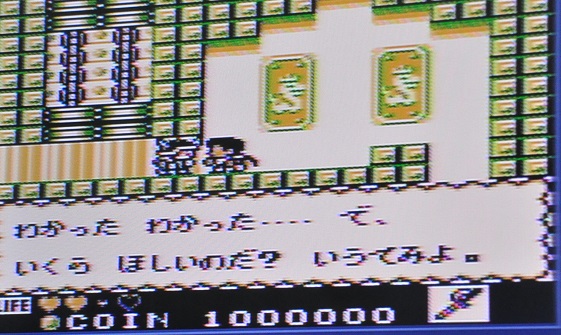 わかった わかった‥‥ で、
いくら ほしいのだ? いうてみよ。
LIFE
COIN 1000000